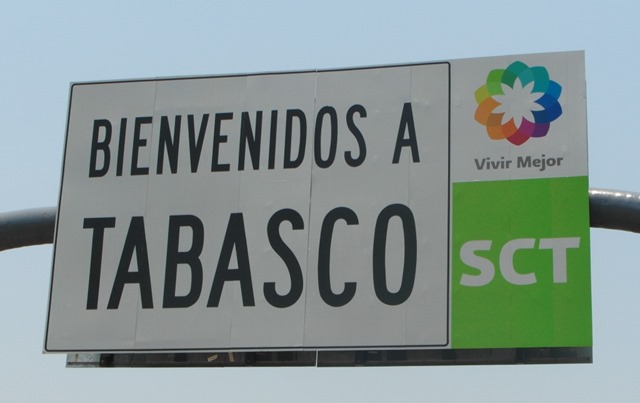 BIENVENIDOS A
TABASCO
Vivir Mejor
SCT